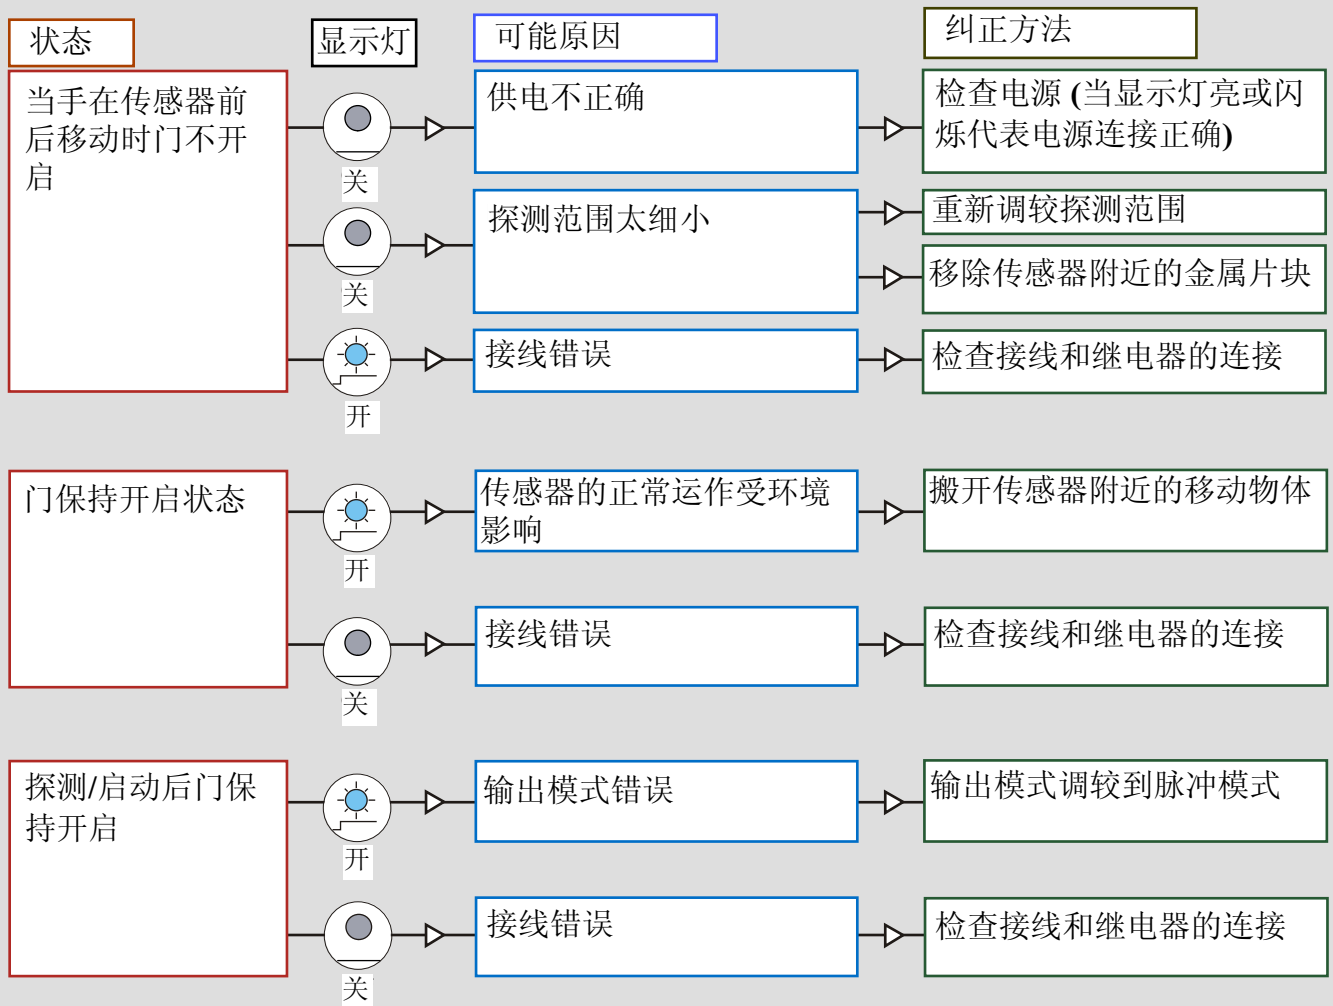 状态
显示灯
可能原因
纠正方法
当手在传感器前
后移动时门不开
启
关
供电不正确
检查电源 (当显示灯亮或闪
烁代表电源连接正确)
关
探测范围太细小
重新调较探测范围
移除传感器附近的金属片块
开
接线错误
检查接线和继电器的连接
门保持开启状态
开
传感器的正常运作受环境
影响
搬开传感器附近的移动物体
关
接线错误
检查接线和继电器的连接
探测/启动后门保
持开启
开
输出模式错误
输出模式调较到脉冲模式
关
接线错误
检查接线和继电器的连接